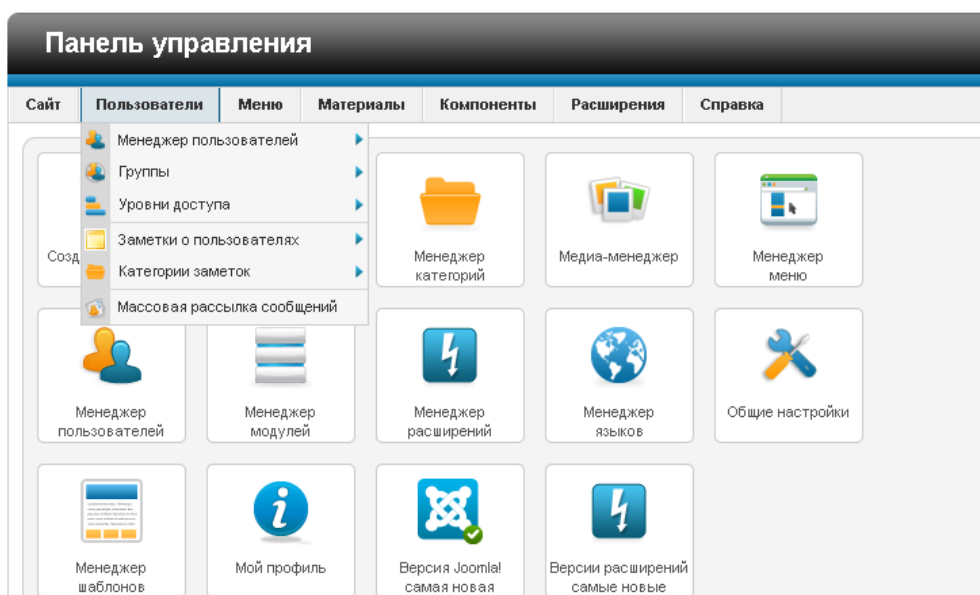 Панель управления
Сайт Пользователи Меню Материалы Компоненты Расширения Справка
Менеджер пользователей
Группы
Уровни доступа
Заметки о пользователях
Категории заметок
Массовая рассылка сообщений
Созд
Менеджер
категорий
Медиа-менеджер
Менеджер
меню
Менеджер
пользователей
Менеджер
модулей
Менеджер
расширений
Менеджер
языков
Общие настройки
Менеджер
шаблонов
Мой профиль
Версия Joomla!
самая новая
Версии расширений
самые новые